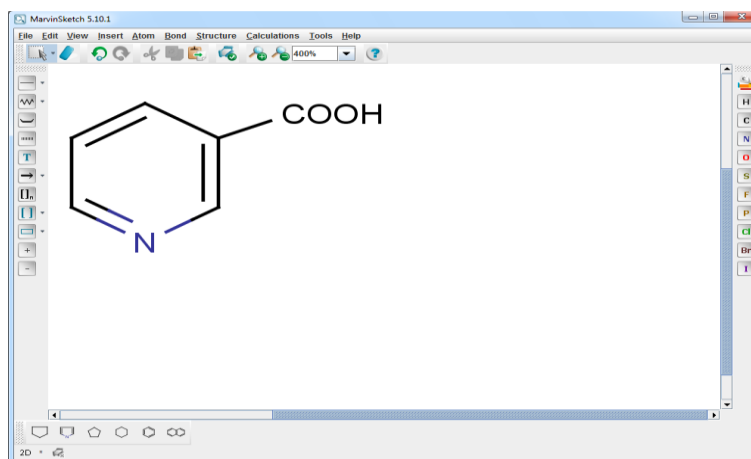 MarvinSketch 5.10.1
File Edit View Insert Atom Bond Structure Calculations Tools Help
400%
COOH
N
T
[]n
[ ]
H
C
N
O
S
F
P
Cl
Br
I
2D